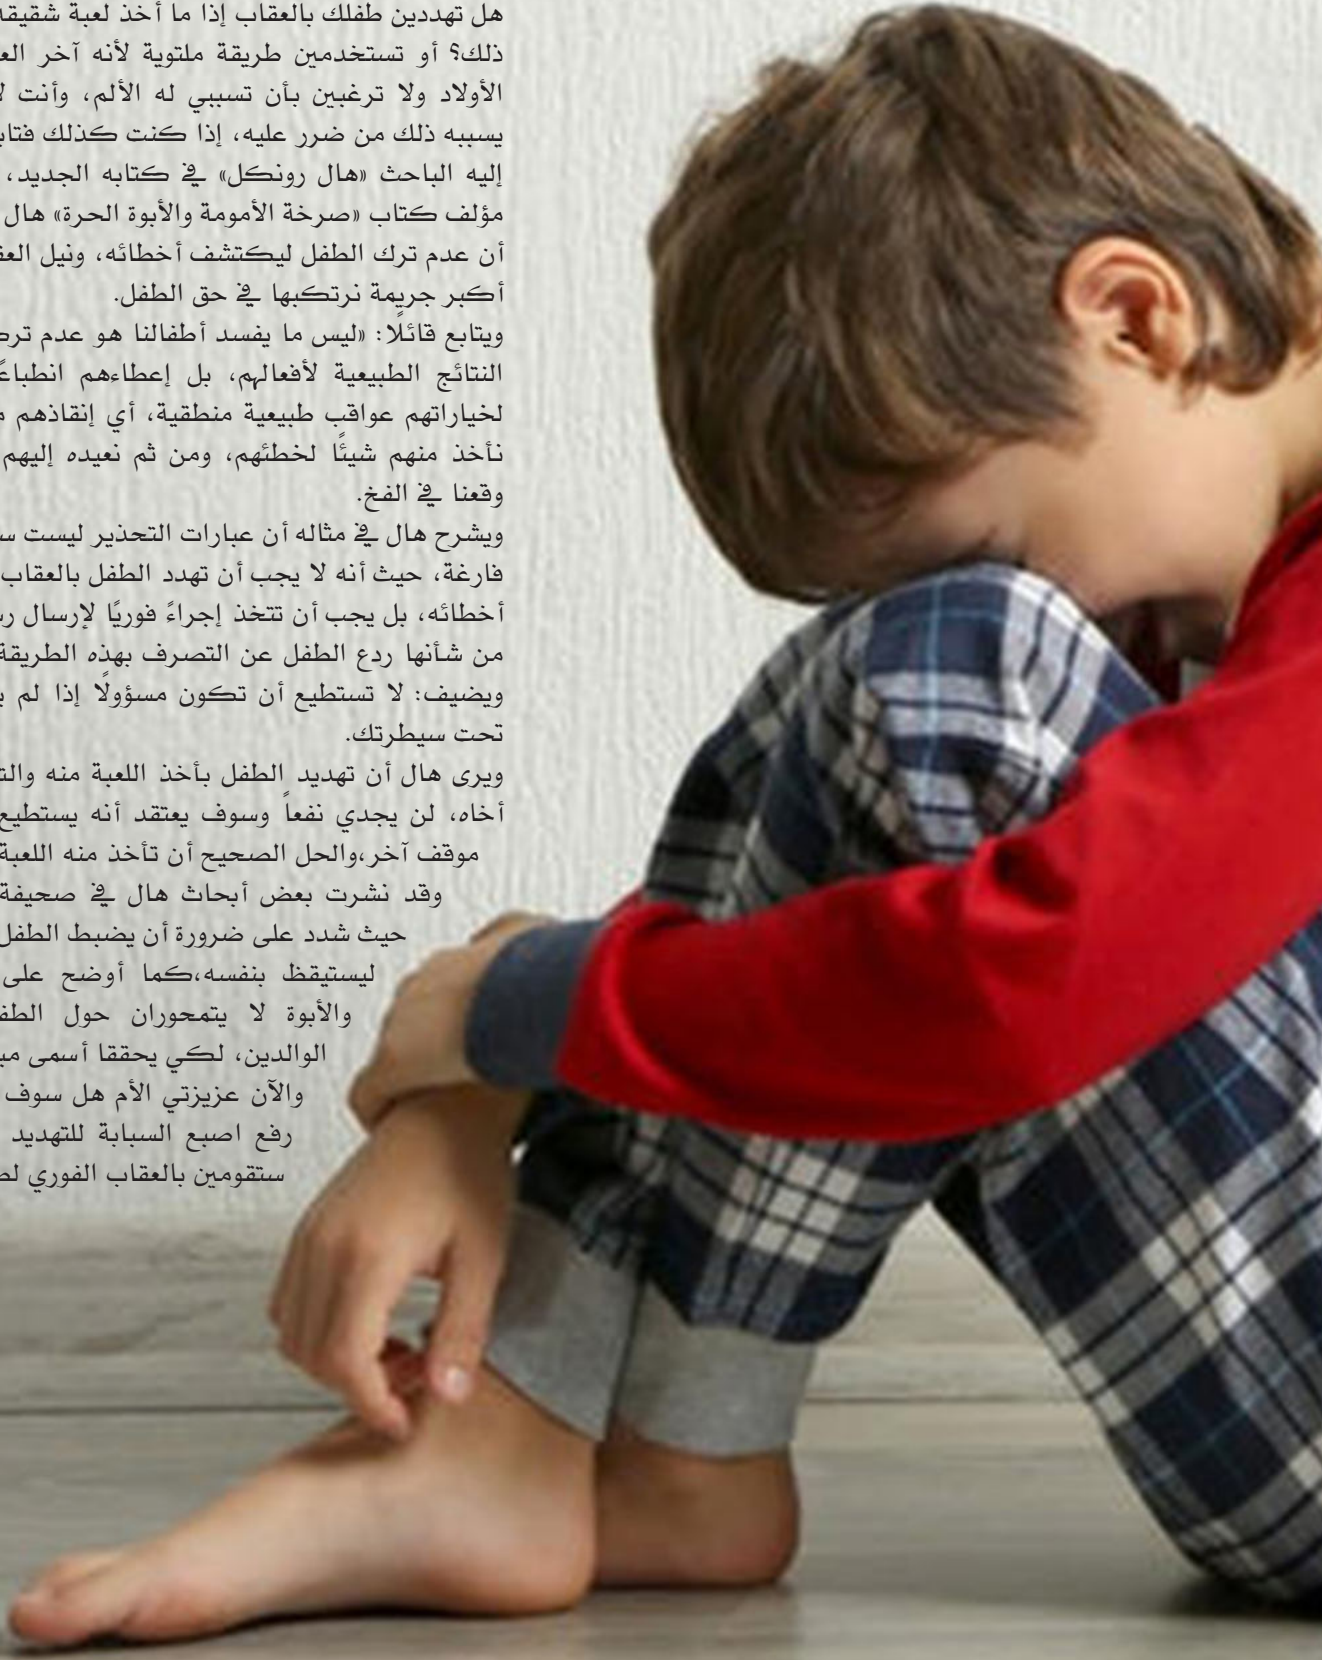 هل تهددين طفلك بالعقاب إذا ما أخذ لعبة شقيقه
ذلك؟ أو تستخدمين طريقة ملتوية لأنه آخر
الأولاد ولا ترغبين بأن تسببي له الألم، وأنت
يسببه ذلك من ضرر عليه، إذا كنت كذلك
إليه الباحث «هال رونكل» في كتابه الجديد،
مؤلف كتاب «صرخة الأمومة والأبوة الحرة» هال
أن عدم ترك الطفل ليكتشف أخطائه، ونيل
أكبر جريمة نرتكبها في حق الطفل.
ويتابع قائلًا: «ليس ما يفسد أطفالنا هو عدم
النتائج الطبيعية لأفعالهم، بل إعطاءهم
لخياراتهم عواقب طبيعية منطقية، أي إنقاذهم
نأخذ منهم شيئًا لخطئهم، ومن ثم نعيده إليهم
وقعنا في الفخ.
ويشرح هال في مثاله أن عبارات التحذير ليست
فارغة، حيث أنه لا يجب أن تهدد الطفل بالعقاب
أخطائه، بل يجب أن تتخذ إجراءً فوريًا لإرسال
من شأنها ردع الطفل عن التصرف بهذه الطريقة
ويضيف: لا تستطيع أن تكون مسؤولًا إذا لم
تحت سيطرتك.
ويرى هال أن تهديد الطفل بأخذ اللعبة منه
أخاه، لن يجدي نفعاً وسوف يعتقد أنه يستطيع
موقف آخر،والحل الصحيح أن تأخذ منه اللعبة
وقد نشرت بعض أبحاث هال في صحيفة
حيث شدد على ضرورة أن يضبط الطفل
ليستيقظ بنفسه،كما أوضح على
والأبوة لا يتمحوران حول
الوالدين، لكي يحققا أسمى
والآن عزيزتي الأم هل سوف
رفع اصبع السبابة للتهديد
ستقومين بالعقاب الفوري